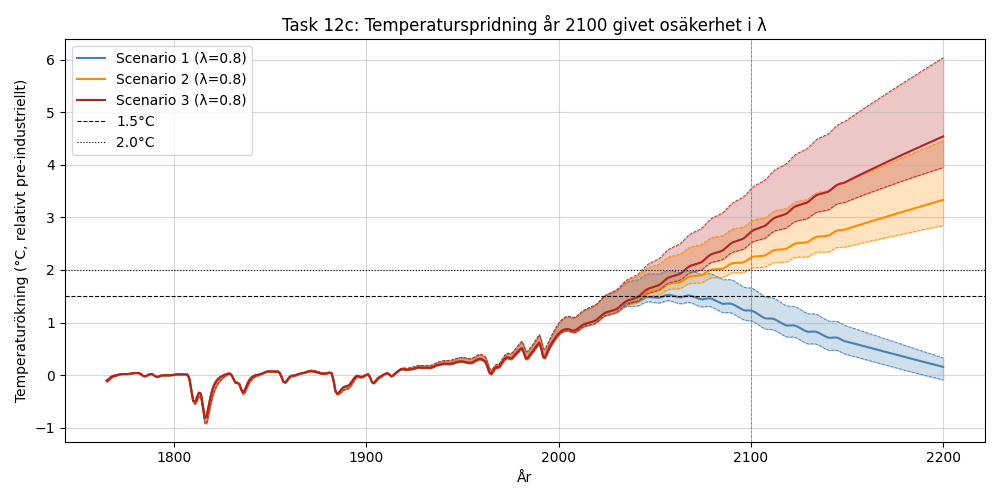 Task 12c: Temperaturspridning år 2100 givet osäkerhet i λ
Temperaturökning (°C, relativt pre-industriellt)
6
5
4
3
2
1
0
−1
Scenario 1 (λ=0.8)
Scenario 2 (λ=0.8)
Scenario 3 (λ=0.8)
1.5°C
2.0°C
1800
1900
2000
2100
2200
År